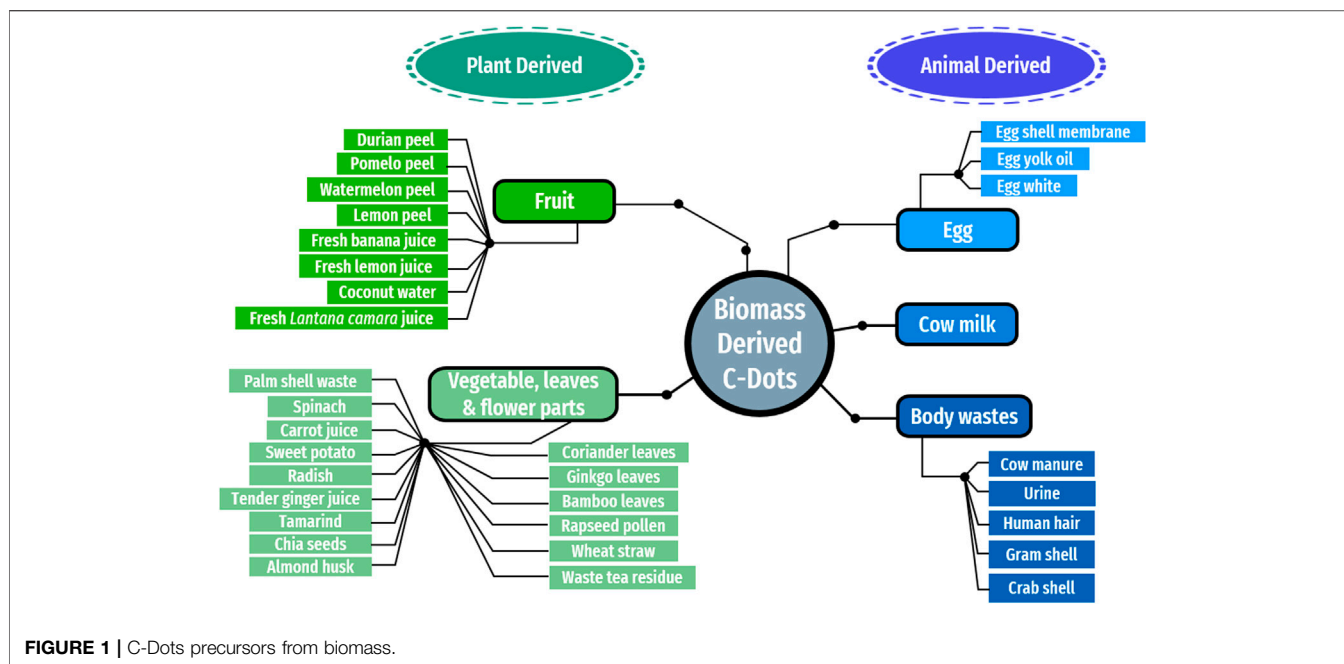 Plant Derived
Animal Derived
Durian peel
Pomelo peel
Watermelon peel
Lemon peel
Fresh banana juice
Fresh lemon juice
Coconut water
Fresh Lantana camara juice
Fruit
Egg shell membrane
Egg yolk oil
Egg white
Egg
Biomass
Derived
C-Dots
Cow milk
Vegetable, leaves
& flower parts
Palm shell waste
Spinach
Carrot juice
Sweet potato
Radish
Tender ginger juice
Tamarind
Chia seeds
Almond husk
Coriander leaves
Ginkgo leaves
Bamboo leaves
Rapseed pollen
Wheat straw
Waste tea residue
Body wastes
Cow manure
Urine
Human hair
Gram shell
Crab shell
FIGURE 1 | C-Dots precursors from biomass.